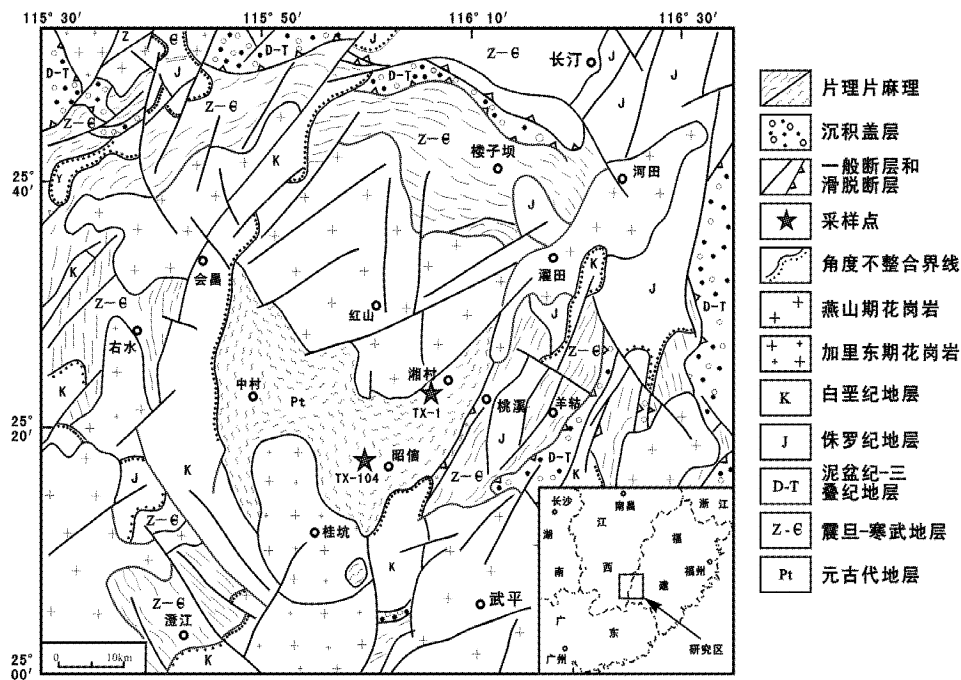 115° 30′
115° 50′
116° 10′
116° 30′
25° 40′
25° 20′
25° 00′
Z
Є
D-T
J
D-T
J
D-T
Z-Є
长汀
J
J
J
Z-Є
Z-Є
Z-Є
楼子坝
河田
K
Y
J
K
会昌
濯田
K
J
Z-Є
红山
J
D-T
右水
Z-Є
湘村
K
中村
Pt
TX-1
桃溪
羊牯
J
昭信
TX-104
D-T
K
K
J
Z-Є
Z-Є
桂坑
K
武平
Z-Є
澄江
K
0 10km
长沙
南昌
浙 江
湖
江
福
南
西
福州
建
广
东
广州
研究区
片理片麻理
沉积盖层
一般断层和
滑脱断层
采样点
角度不整合界线
燕山期花岗岩
加里东期花岗岩
K 白垩纪地层
J 侏罗纪地层
D-T 泥盆纪-三
叠纪地层
Z-Є 震旦-寒武地层
Pt 元古代地层